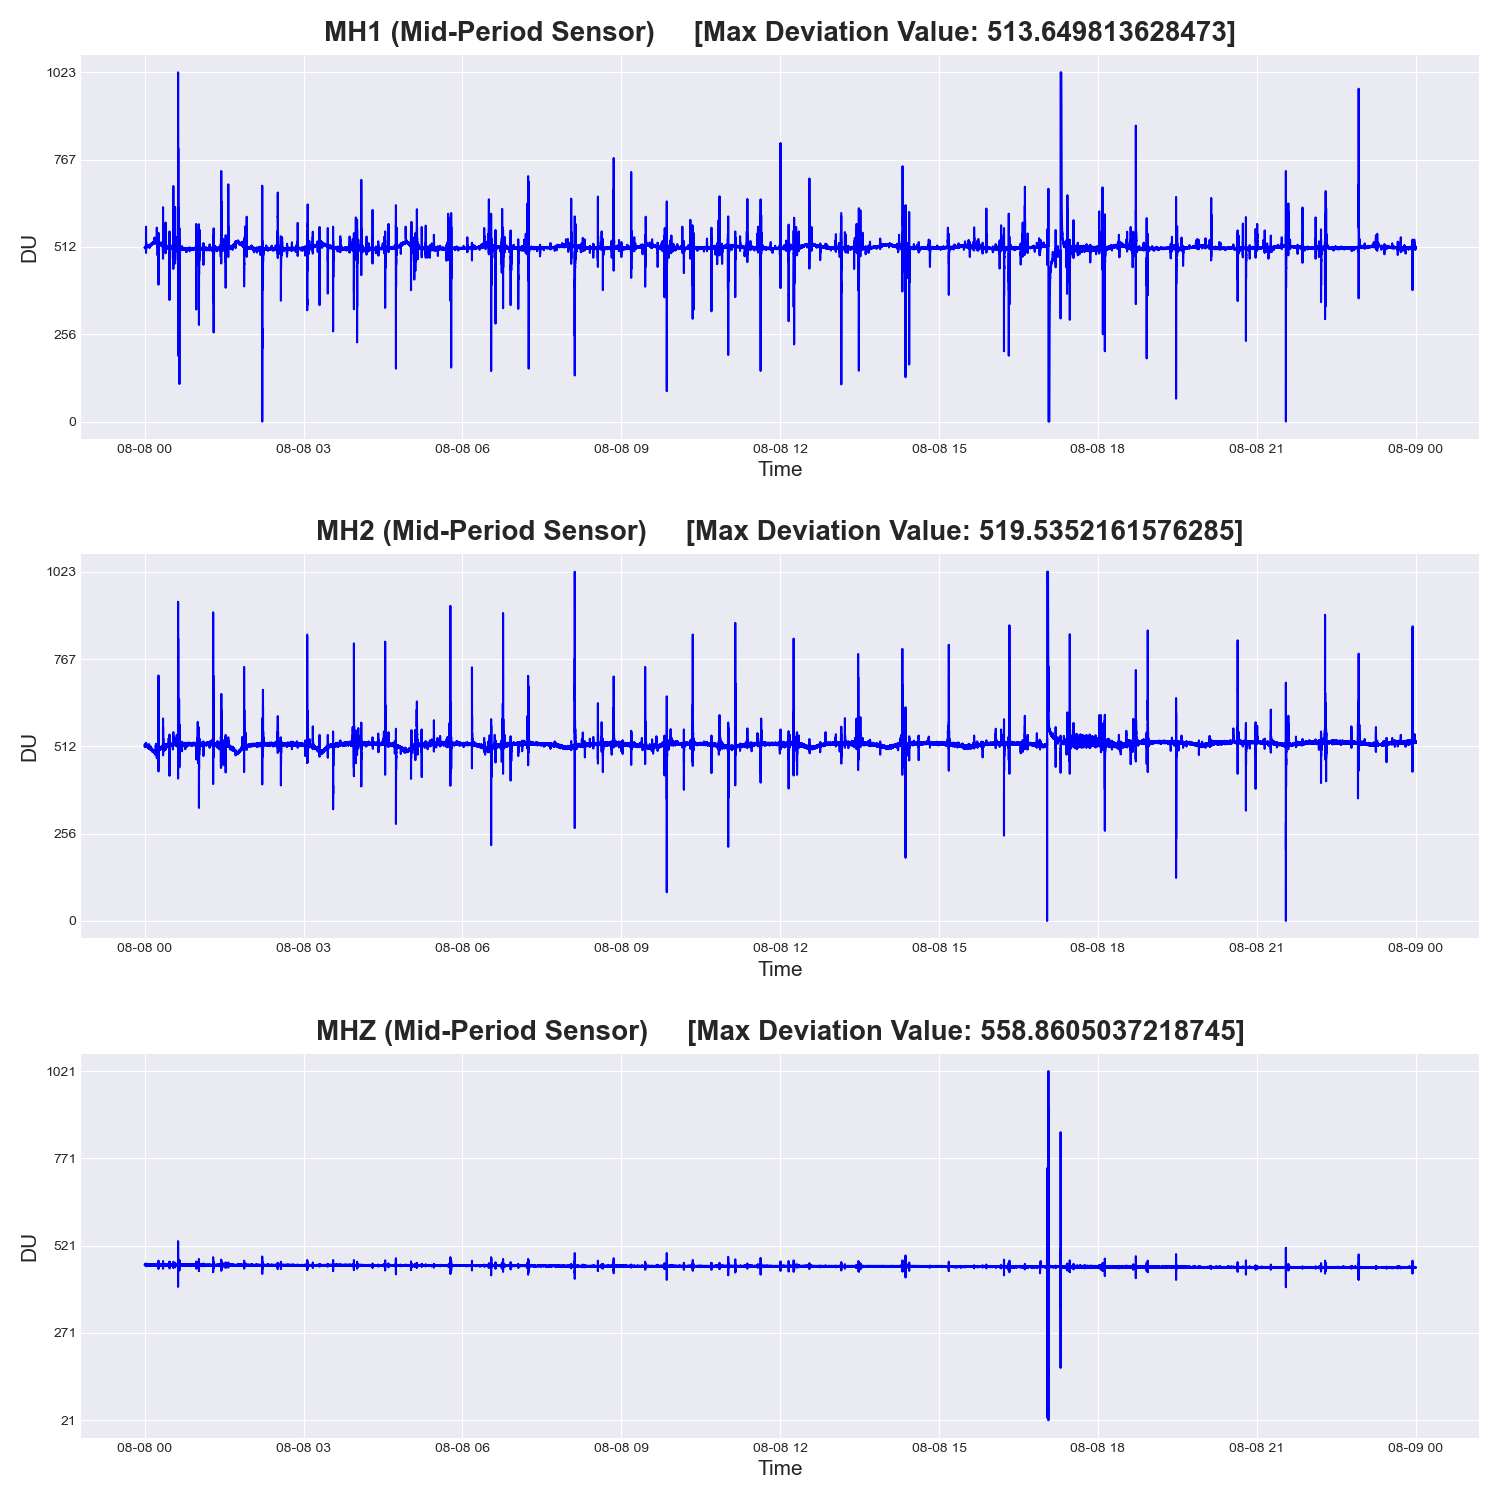 MH1 (Mid-Period Sensor)     [Max Deviation Value: 513.649813628473]
1023
767
512
256
0
DU
08-08 00 08-08 03 08-08 06 08-08 09 08-08 12 08-08 15 08-08 18 08-08 21 08-09 00
Time
MH2 (Mid-Period Sensor)     [Max Deviation Value: 519.5352161576285]
1023
767
512
256
0
DU
08-08 00 08-08 03 08-08 06 08-08 09 08-08 12 08-08 15 08-08 18 08-08 21 08-09 00
Time
MHZ (Mid-Period Sensor)     [Max Deviation Value: 558.8605037218745]
1021
771
521
271
21
DU
08-08 00 08-08 03 08-08 06 08-08 09 08-08 12 08-08 15 08-08 18 08-08 21 08-09 00
Time